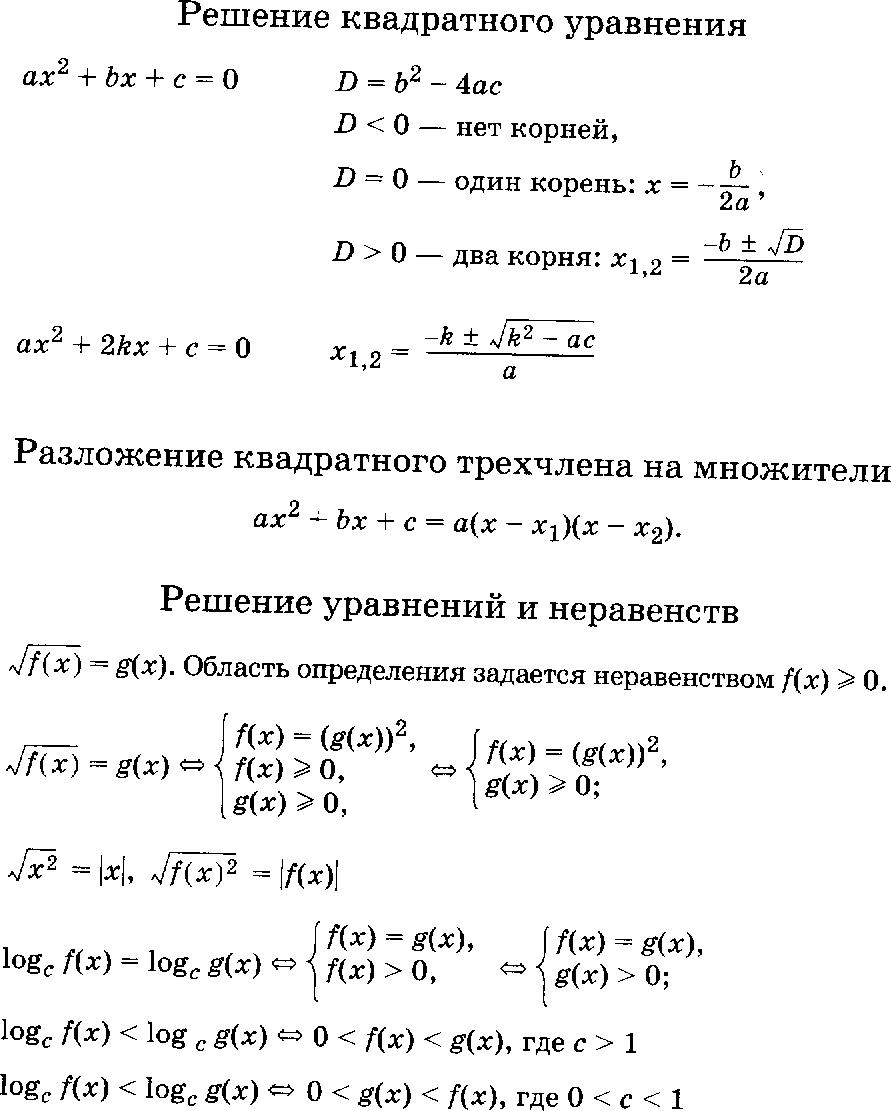 Решение квадратного уравнения
ax² + bx + c = 0 D = b² – 4ac
D < 0 — нет корней,
D = 0 — один корень: x = –b/2a,
D > 0 — два корня: x₁,₂ = (–b ± √D)/2a
ax² + 2kx + c = 0 x₁,₂ = (–k ± √(k² – ac))/a
Разложение квадратного трехчлена на множители
ax² + bx + c = a(x – x₁)(x – x₂).
Решение уравнений и неравенств
√f(x) = g(x). Область определения задается неравенством f(x) ⩾ 0.
√f(x) = g(x) ⇔ { f(x) = (g(x))², f(x) ⩾ 0, g(x) ⩾ 0, ⇔ { f(x) = (g(x))², g(x) ⩾ 0;
√x² = |x|, √f(x)² = |f(x)|
log_c f(x) = log_c g(x) ⇔ { f(x) = g(x), f(x) > 0, ⇔ { f(x) = g(x), g(x) > 0;
log_c f(x) < log_c g(x) ⇔ 0 < f(x) < g(x), где c > 1
log_c f(x) < log_c g(x) ⇔ 0 < g(x) < f(x), где 0 < c < 1